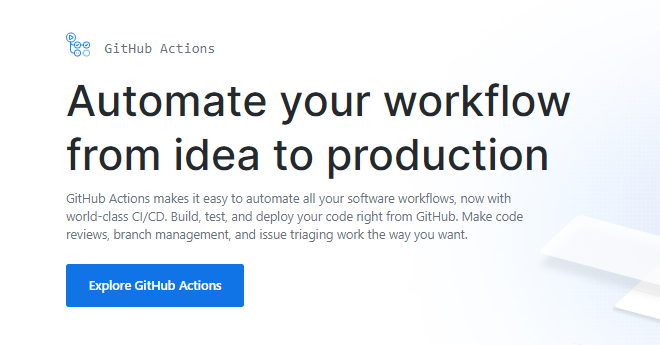 GitHub Actions
Automate your workflow
from idea to production
GitHub Actions makes it easy to automate all your software workflows, now with
world-class CI/CD. Build, test, and deploy your code right from GitHub. Make code
reviews, branch management, and issue triaging work the way you want.
Explore GitHub Actions